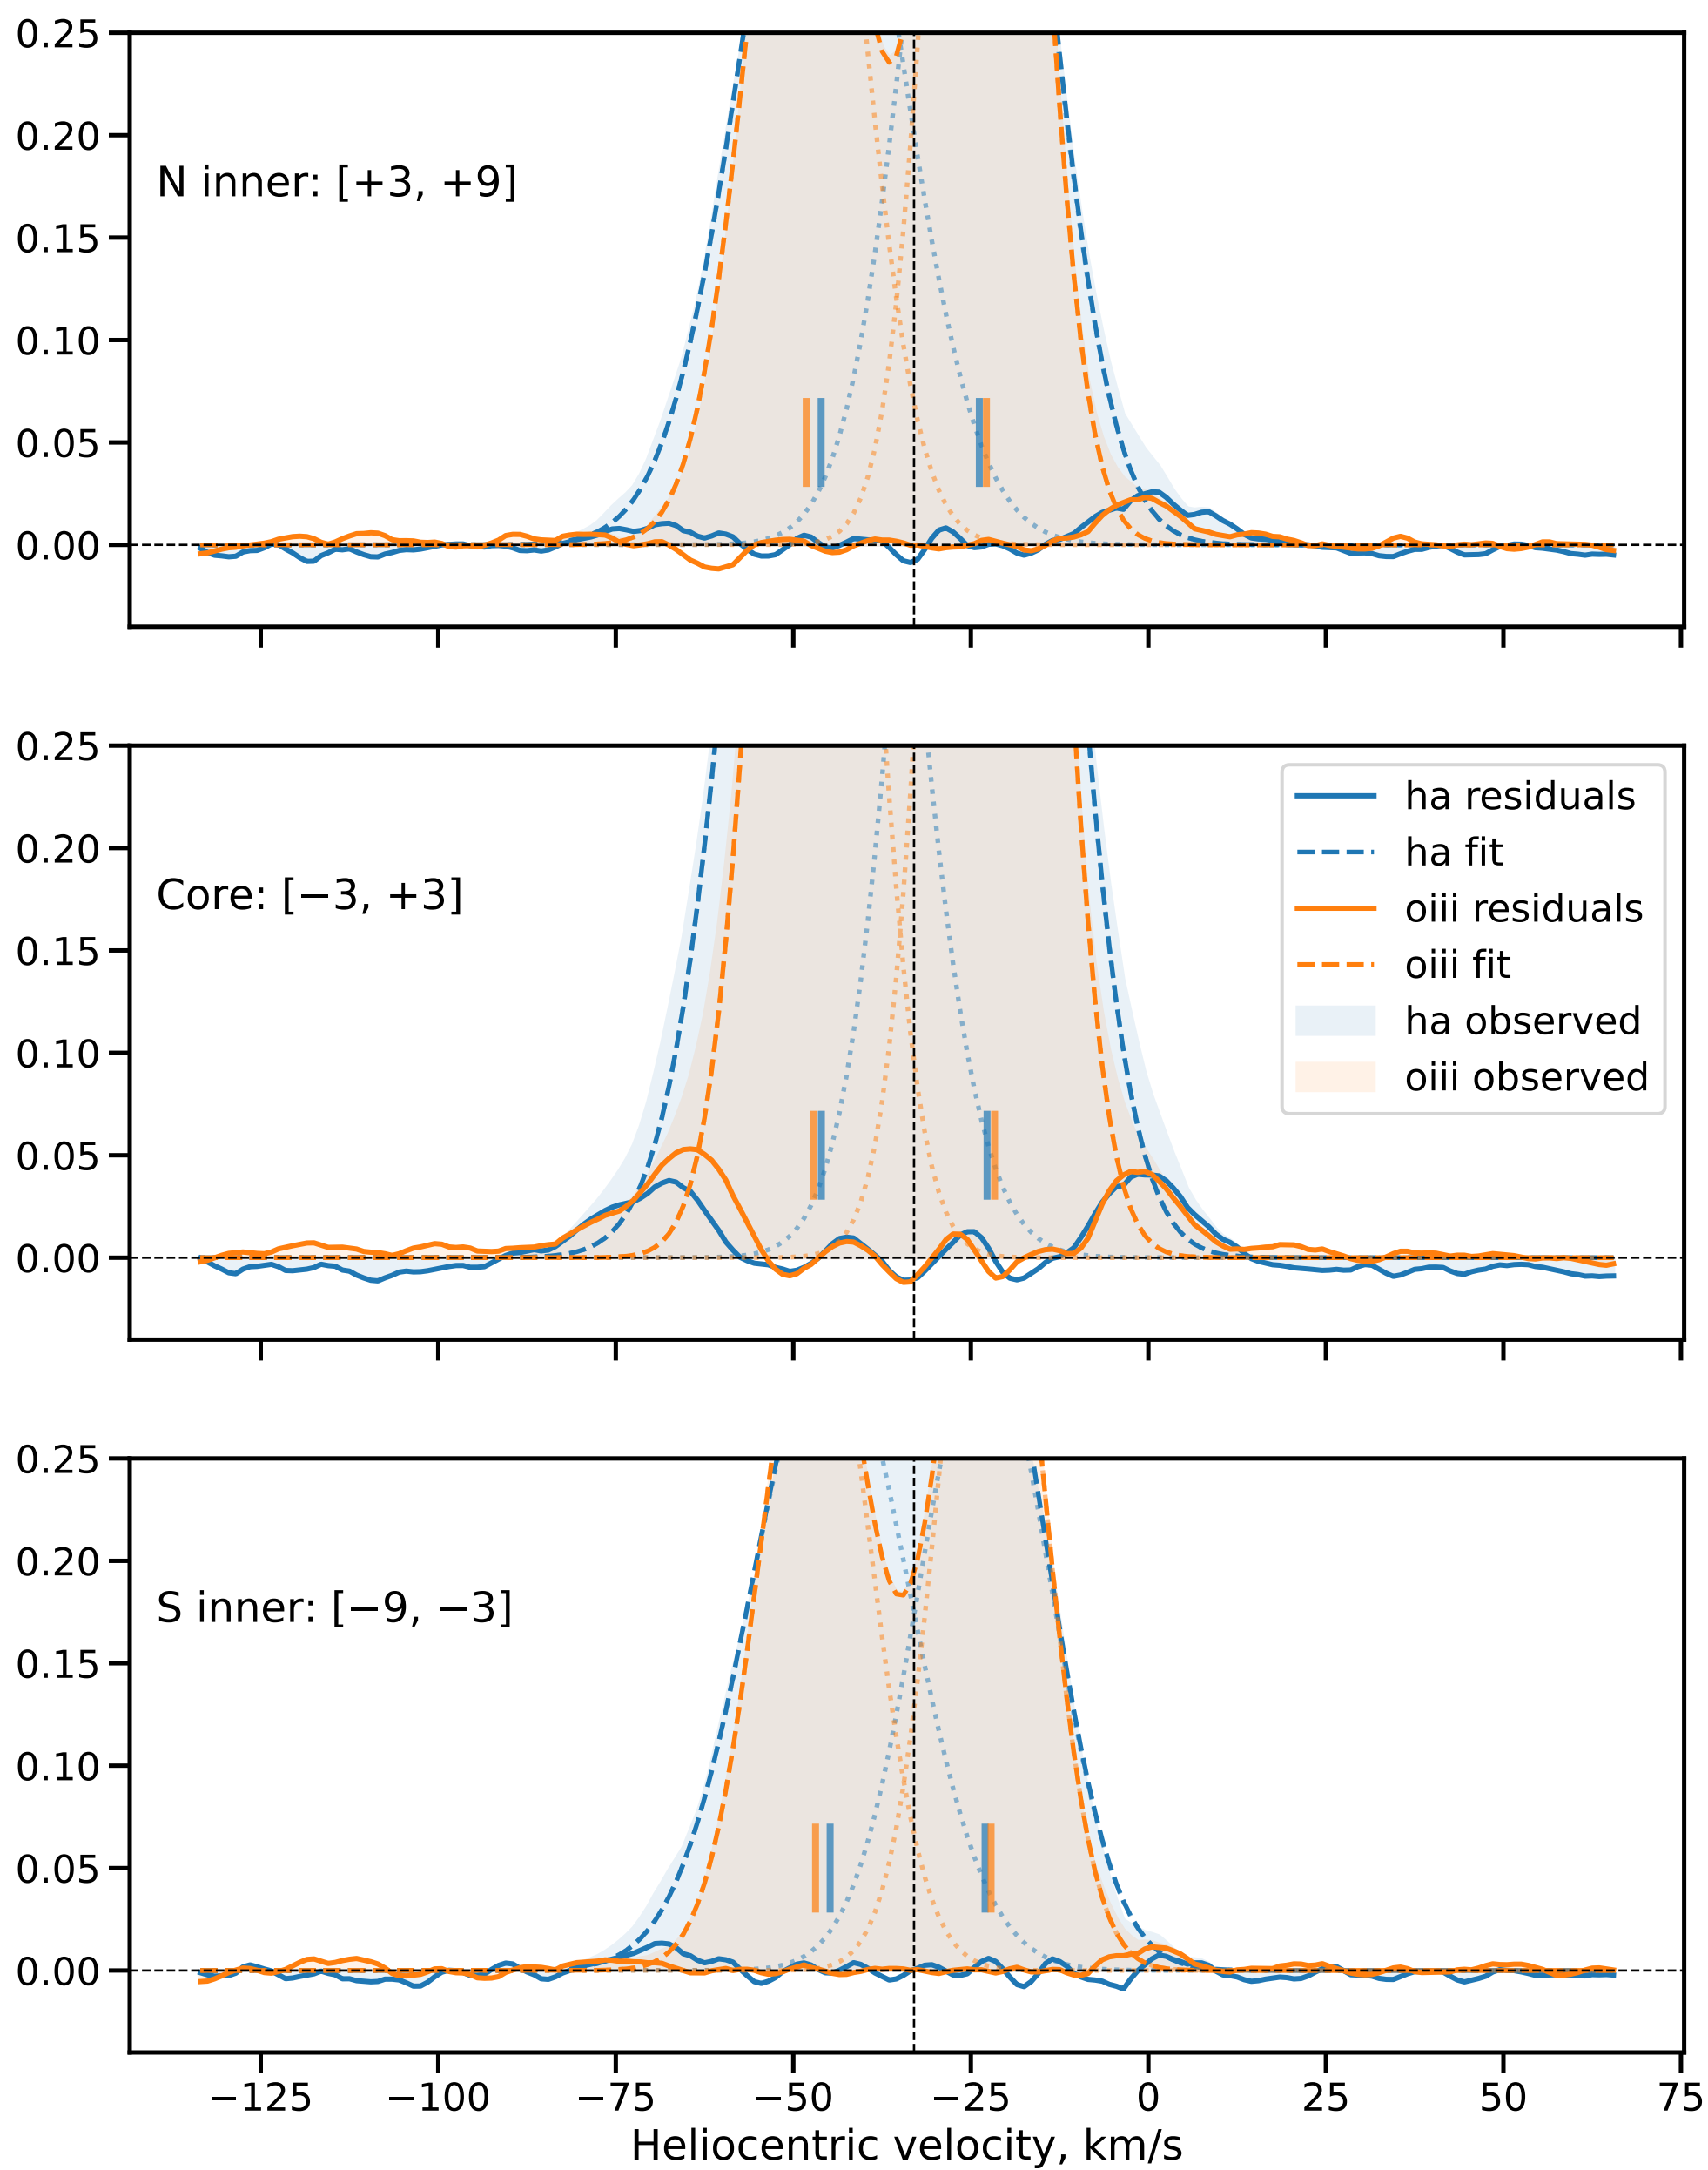 0.25
0.20
0.15
0.10
0.05
0.00
N inner: [+3, +9]
0.25
0.20
0.15
0.10
0.05
0.00
Core: [−3, +3]
ha residuals
ha fit
oiii residuals
oiii fit
ha observed
oiii observed
0.25
0.20
0.15
0.10
0.05
0.00
S inner: [−9, −3]
−125 −100 −75 −50 −25 0 25 50 75
Heliocentric velocity, km/s